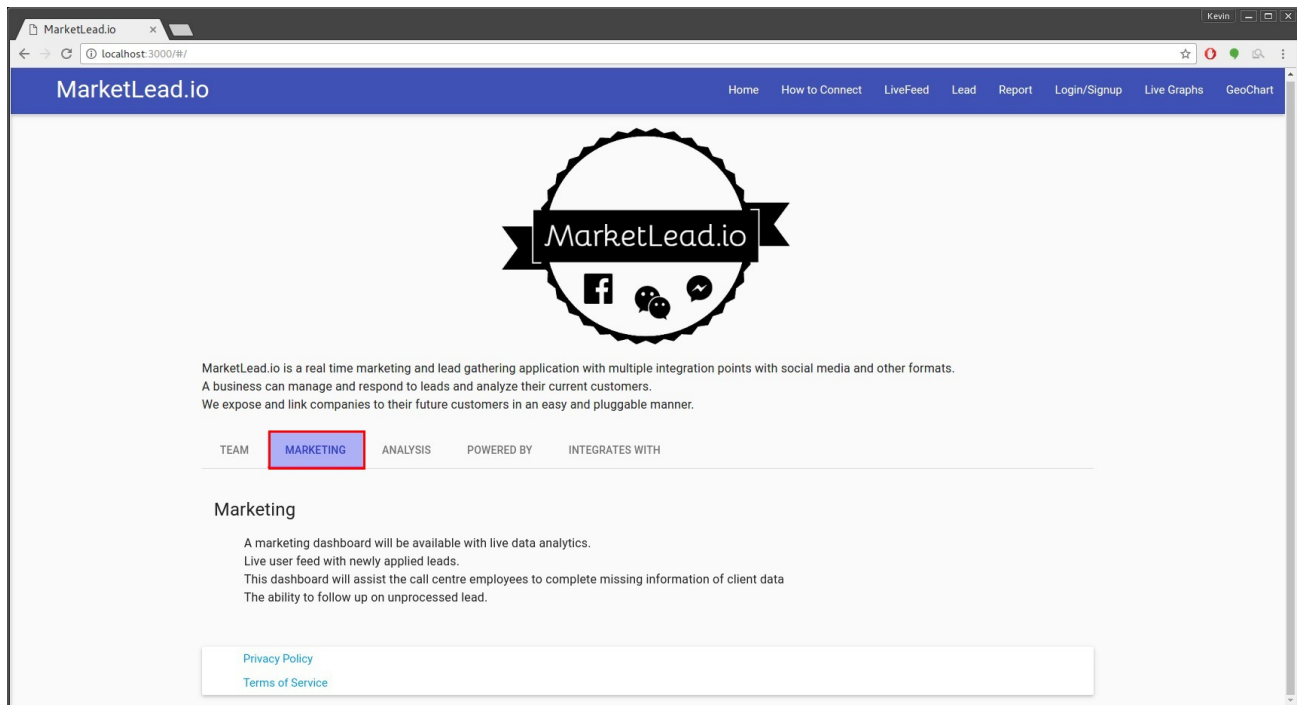 Kevin
MarketLead.io
localhost:3000/#/
MarketLead.io
Home How to Connect LiveFeed Lead Report Login/Signup Live Graphs GeoChart
MarketLead.io
MarketLead.io is a real time marketing and lead gathering application with multiple integration points with social media and other formats.
A business can manage and respond to leads and analyze their current customers.
We expose and link companies to their future customers in an easy and pluggable manner.
TEAM MARKETING ANALYSIS POWERED BY INTEGRATES WITH
Marketing
A marketing dashboard will be available with live data analytics.
Live user feed with newly applied leads.
This dashboard will assist the call centre employees to complete missing information of client data
The ability to follow up on unprocessed lead.
Privacy Policy
Terms of Service